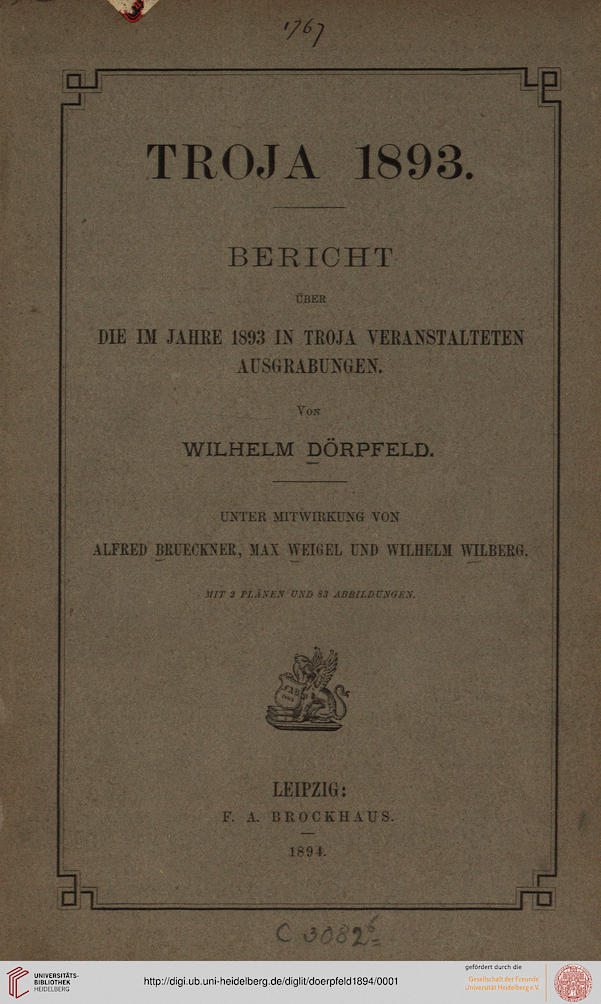 1767
TROJA 1893.
BERICHT
ÜBER
DIE IM JAHRE 1893 IN TROJA VERANSTALTETEN
AUSGRABUNGEN.
VON
WILHELM DÖRPFELD.
UNTER MITWIRKUNG VON
ALFRED BRUECKNER, MAX WEIGEL UND WILHELM WILBERG.
MIT 2 PLÄNEN UND 83 ABBILDUNGEN.
FAB
LEIPZIG:
F. A. BROCKHAUS.
1894.
C 3082 b
UNIVERSITÄTS-
BIBLIOTHEK
HEIDELBERG
http://digi.ub.uni-heidelberg.de/diglit/doerpfeld1894/0001
gefördert durch die
Gesellschaft der Freunde
Universität Heidelberg e.V.